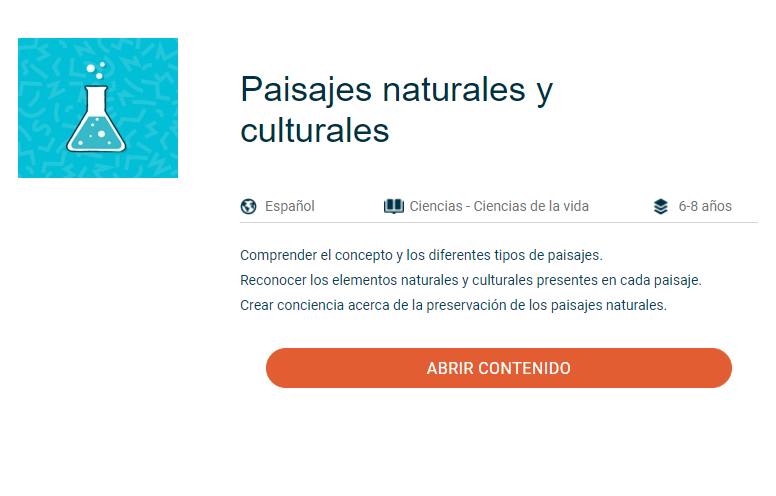 Paisajes naturales y
culturales
Español
Ciencias - Ciencias de la vida
6-8 años
Comprender el concepto y los diferentes tipos de paisajes.
Reconocer los elementos naturales y culturales presentes en cada paisaje.
Crear conciencia acerca de la preservación de los paisajes naturales.
ABRIR CONTENIDO